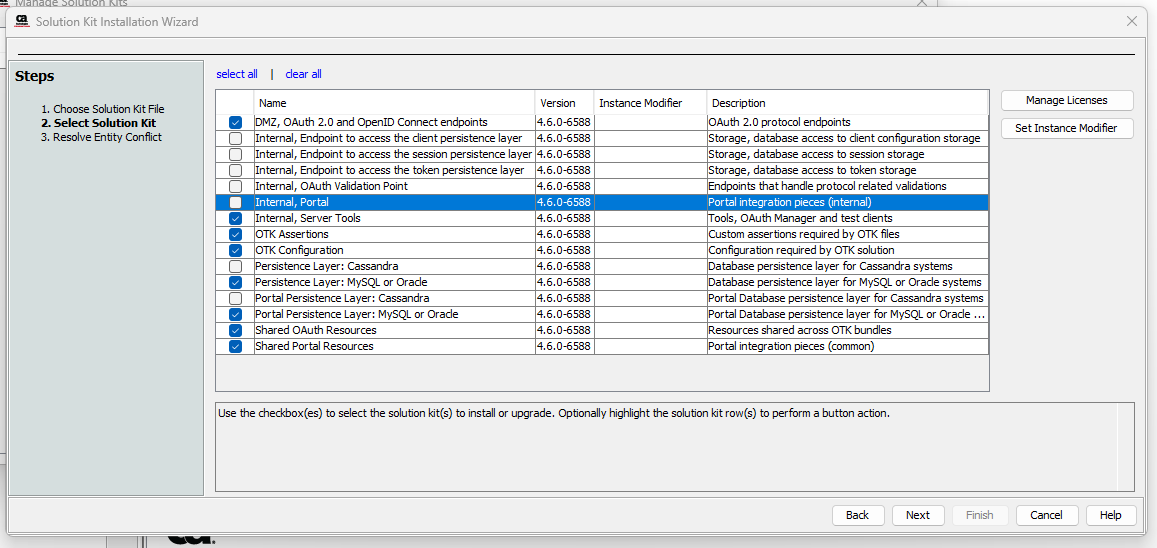 Manage Solution Kits
ca
Solution Kit Installation Wizard
Steps
1. Choose Solution Kit File
2. Select Solution Kit
3. Resolve Entity Conflict
select all | clear all
Name Version Instance Modifier Description
DMZ, OAuth 2.0 and OpenID Connect endpoints 4.6.0-6588 OAuth 2.0 protocol endpoints
Internal, Endpoint to access the client persistence layer 4.6.0-6588 Storage, database access to client configuration storage
Internal, Endpoint to access the session persistence layer 4.6.0-6588 Storage, database access to session storage
Internal, Endpoint to access the token persistence layer 4.6.0-6588 Storage, database access to token storage
Internal, OAuth Validation Point 4.6.0-6588 Endpoints that handle protocol related validations
Internal, Portal 4.6.0-6588 Portal integration pieces (internal)
Internal, Server Tools 4.6.0-6588 Tools, OAuth Manager and test clients
OTK Assertions 4.6.0-6588 Custom assertions required by OTK files
OTK Configuration 4.6.0-6588 Configuration required by OTK solution
Persistence Layer: Cassandra 4.6.0-6588 Database persistence layer for Cassandra systems
Persistence Layer: MySQL or Oracle 4.6.0-6588 Database persistence layer for MySQL or Oracle systems
Portal Persistence Layer: Cassandra 4.6.0-6588 Portal Database persistence layer for Cassandra systems
Portal Persistence Layer: MySQL or Oracle 4.6.0-6588 Portal Database persistence layer for MySQL or Oracle ...
Shared OAuth Resources 4.6.0-6588 Resources shared across OTK bundles
Shared Portal Resources 4.6.0-6588 Portal integration pieces (common)
Manage Licenses
Set Instance Modifier
Use the checkbox(es) to select the solution kit(s) to install or upgrade. Optionally highlight the solution kit row(s) to perform a button action.
Back Next Finish Cancel Help